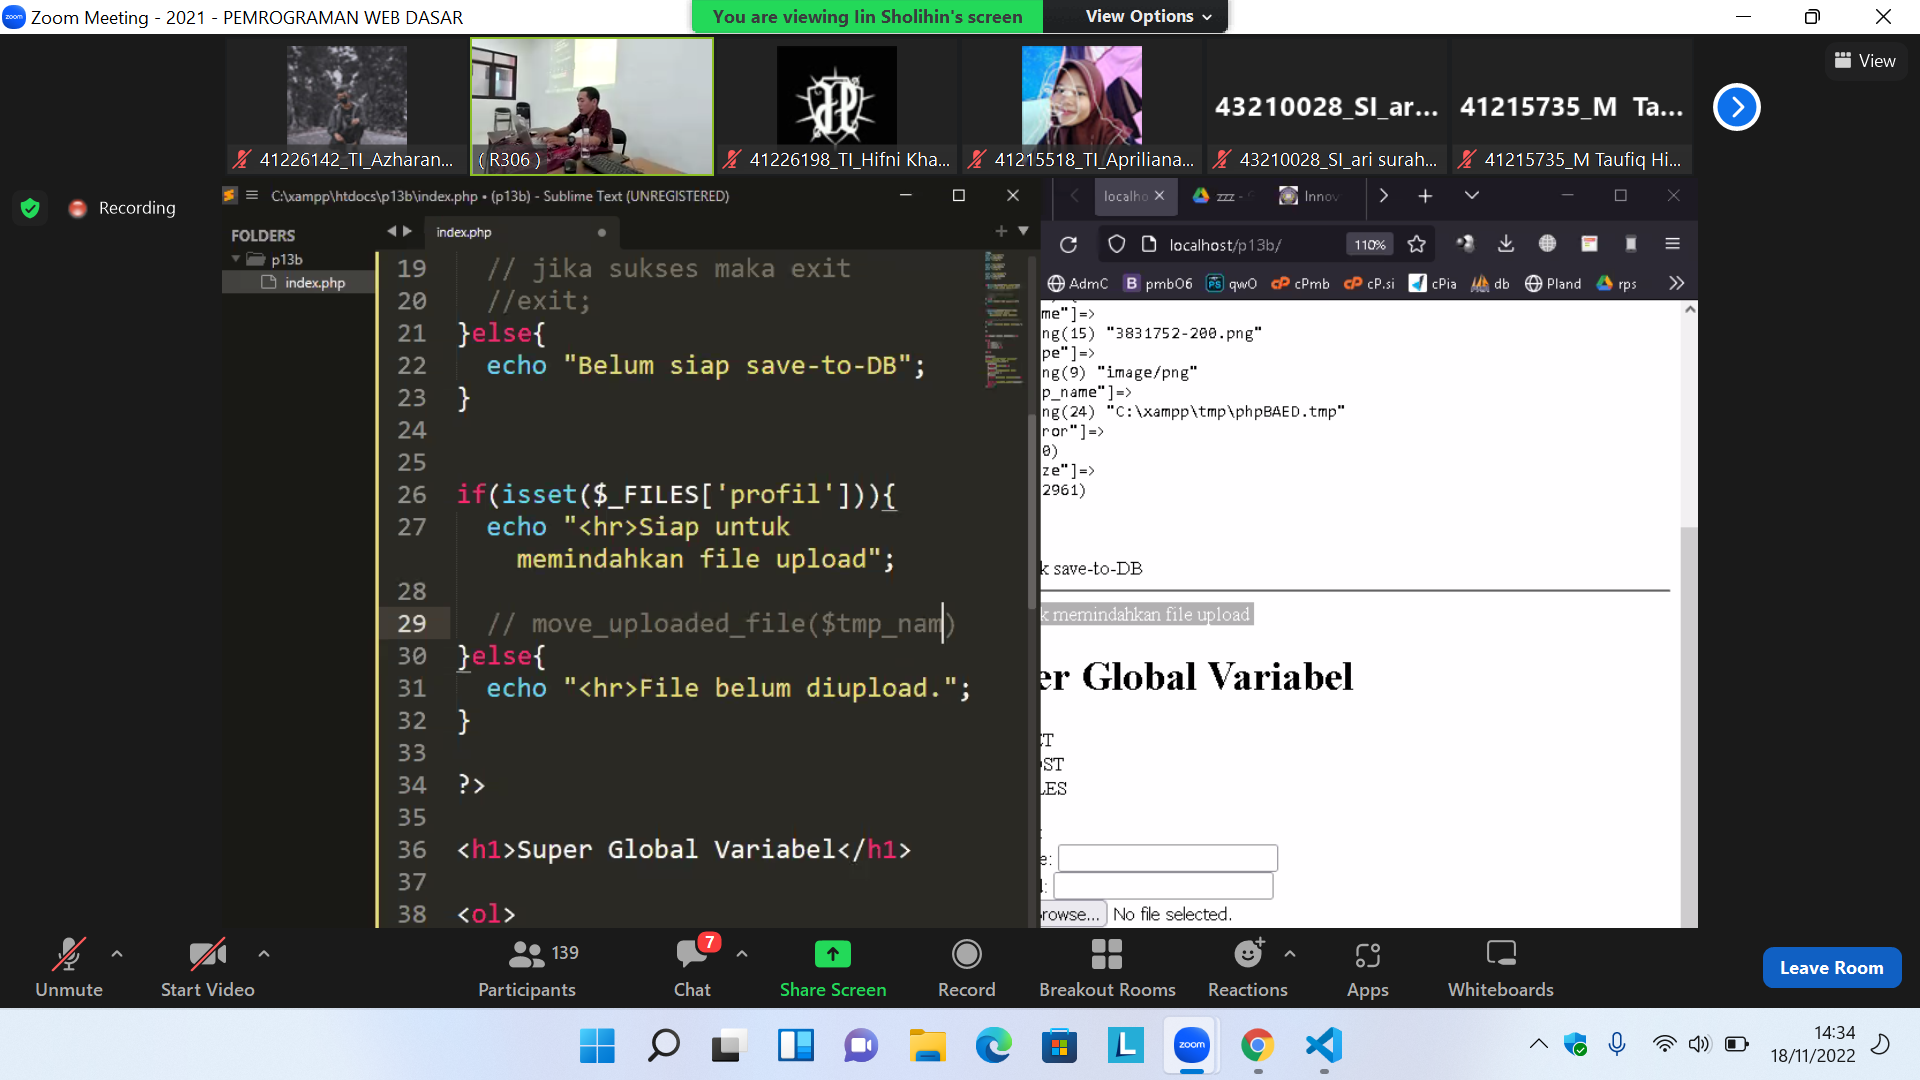 Zoom Meeting - 2021 - PEMROGRAMAN WEB DASAR
You are viewing Iin Sholihin's screen
View Options
View
43210028_SI_ar...
41215735_M Ta...
41226142_TI_Azharan...
( R306 )
41226198_TI_Hifni Kha...
41215518_TI_Apriliana...
43210028_SI_ari surah...
41215735_M Taufiq Hi...
Recording
C:\xampp\htdocs\p13b\index.php • (p13b) - Sublime Text (UNREGISTERED)
FOLDERS
p13b
index.php
index.php
19 // jika sukses maka exit
20 //exit;
21 }else{
22 echo "Belum siap save-to-DB";
23 }
24
25
26 if(isset($_FILES['profil'])){
27 echo "<hr>Siap untuk
memindahkan file upload";
28
29 // move_uploaded_file($tmp_nam)
30 }else{
31 echo "<hr>File belum diupload.";
32 }
33
34 ?>
35
36 <h1>Super Global Variabel</h1>
37
38 <ol>
localho
zzz -
Innov
localhost/p13b/
110%
AdmC
pmb06
qwO
cPmb
cP.si
cPia
db
Pland
rps
me"]=>
ng(15) "3831752-200.png"
pe"]=>
ng(9) "image/png"
p_name"]=>
ng(24) "C:\xampp\tmp\phpBAED.tmp"
ror"]=>
0)
ze"]=>
2961)
k save-to-DB
k memindahkan file upload
er Global Variabel
ET
OST
LES
:
e:
d:
rowse...
No file selected.
Unmute
Start Video
139
Participants
7
Chat
Share Screen
Record
Breakout Rooms
Reactions
Apps
Whiteboards
Leave Room
zoom
14:34
18/11/2022